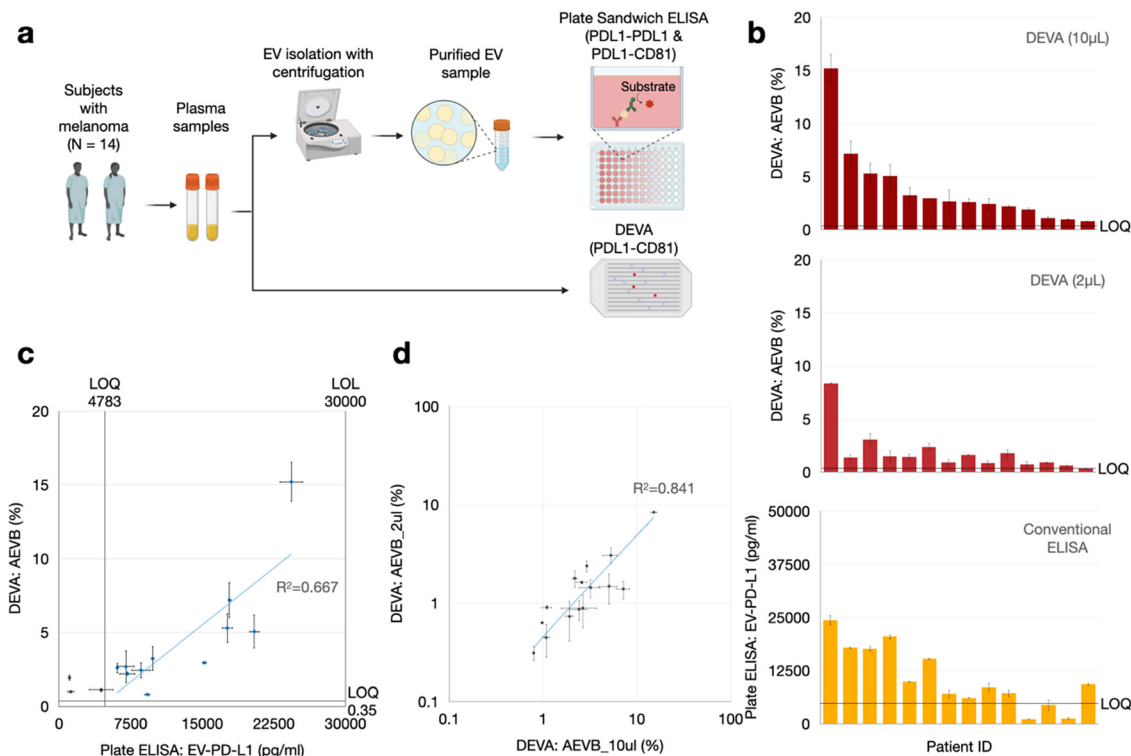 a
Subjects
with
melanoma
(N = 14)
Plasma
samples
EV isolation with
centrifugation
Purified EV
sample
Plate Sandwich ELISA
(PDL1-PDL1 &
PDL1-CD81)
Substrate
DEVA
(PDL1-CD81)
b
DEVA (10µL)
DEVA: AEVB (%)
20
15
10
5
0
LOQ
DEVA (2µL)
DEVA: AEVB (%)
20
15
10
5
0
LOQ
Conventional
ELISA
Plate ELISA: EV-PD-L1 (pg/ml)
50000
37500
25000
12500
0
LOQ
Patient ID
c
LOQ
4783
LOL
30000
DEVA: AEVB (%)
20
15
10
5
0
R²=0.667
LOQ
0.35
0
7500
15000
22500
30000
Plate ELISA: EV-PD-L1 (pg/ml)
d
DEVA: AEVB_2ul (%)
100
10
1
0.1
R²=0.841
0.1
1
10
100
DEVA: AEVB_10ul (%)